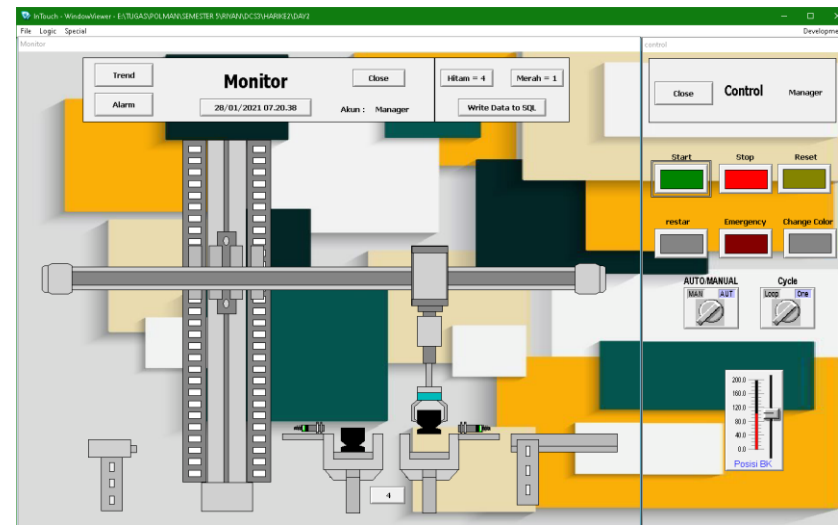 InTouch - WindowViewer - E:\TUGAS\POLMAN\SEMESTER 5\RIVAN\DCS3\HARIKE2\DAY2
File Logic Special
Developme
Monitor
control
Trend
Alarm
Monitor
28/01/2021 07.20.38
Close
Akun : Manager
Hitam = 4
Merah = 1
Write Data to SQL
Close
Control
Manager
Start
Stop
Reset
restar
Emergency
Change Color
AUTO/MANUAL
MAN
AUT
Cycle
Loop
One
200.0
160.0
120.0
80.0
40.0
0.0
Posisi BK
4